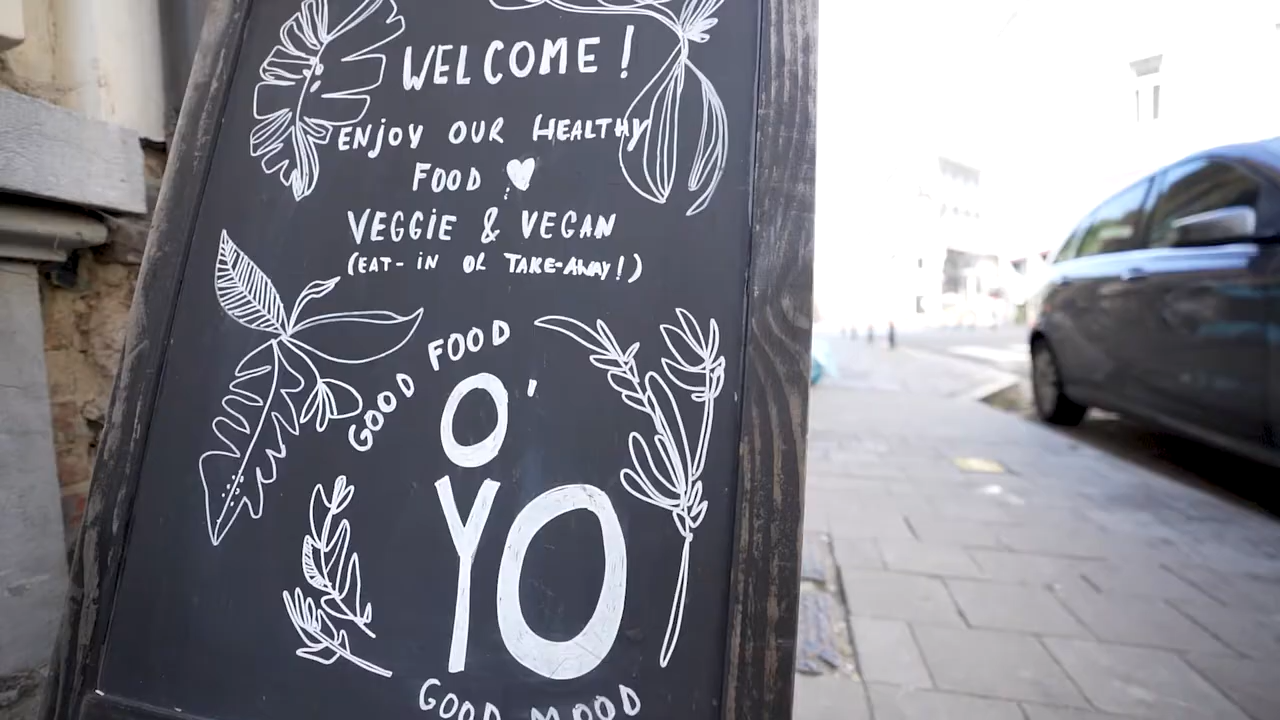 WELCOME!
ENJOY OUR HEALTHY
FOOD
VEGGIE & VEGAN
(EAT-IN OR TAKE-AWAY!)
GOOD FOOD
O'
YO
GOOD MOOD